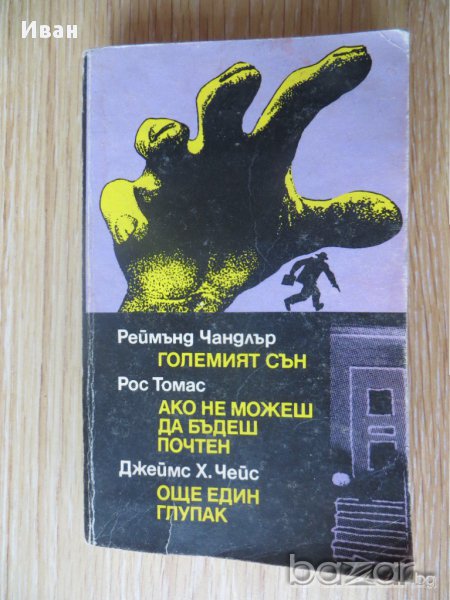 Иван
Реймънд Чандлър
ГОЛЕМИЯТ СЪН
Рос Томас
АКО НЕ МОЖЕШ
ДА БЪДЕШ
ПОЧТЕН
Джеймс Х. Чейс
ОЩЕ ЕДИН
ГЛУПАК
bazar.bg